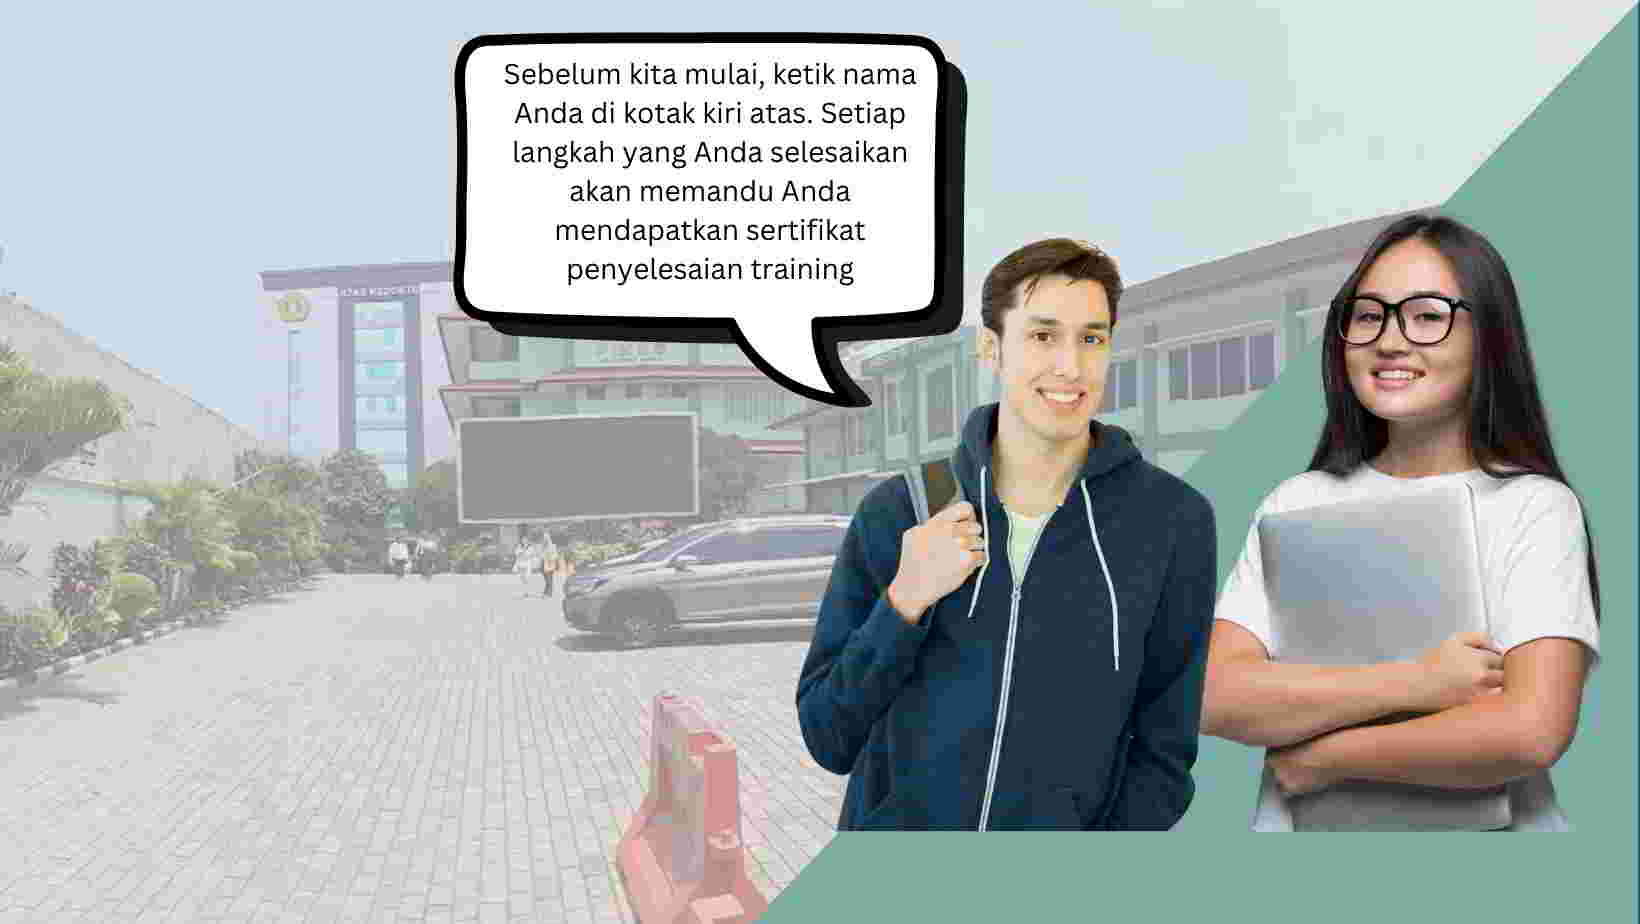 Sebelum kita mulai, ketik nama
Anda di kotak kiri atas. Setiap
langkah yang Anda selesaikan
akan memandu Anda
mendapatkan sertifikat
penyelesaian training